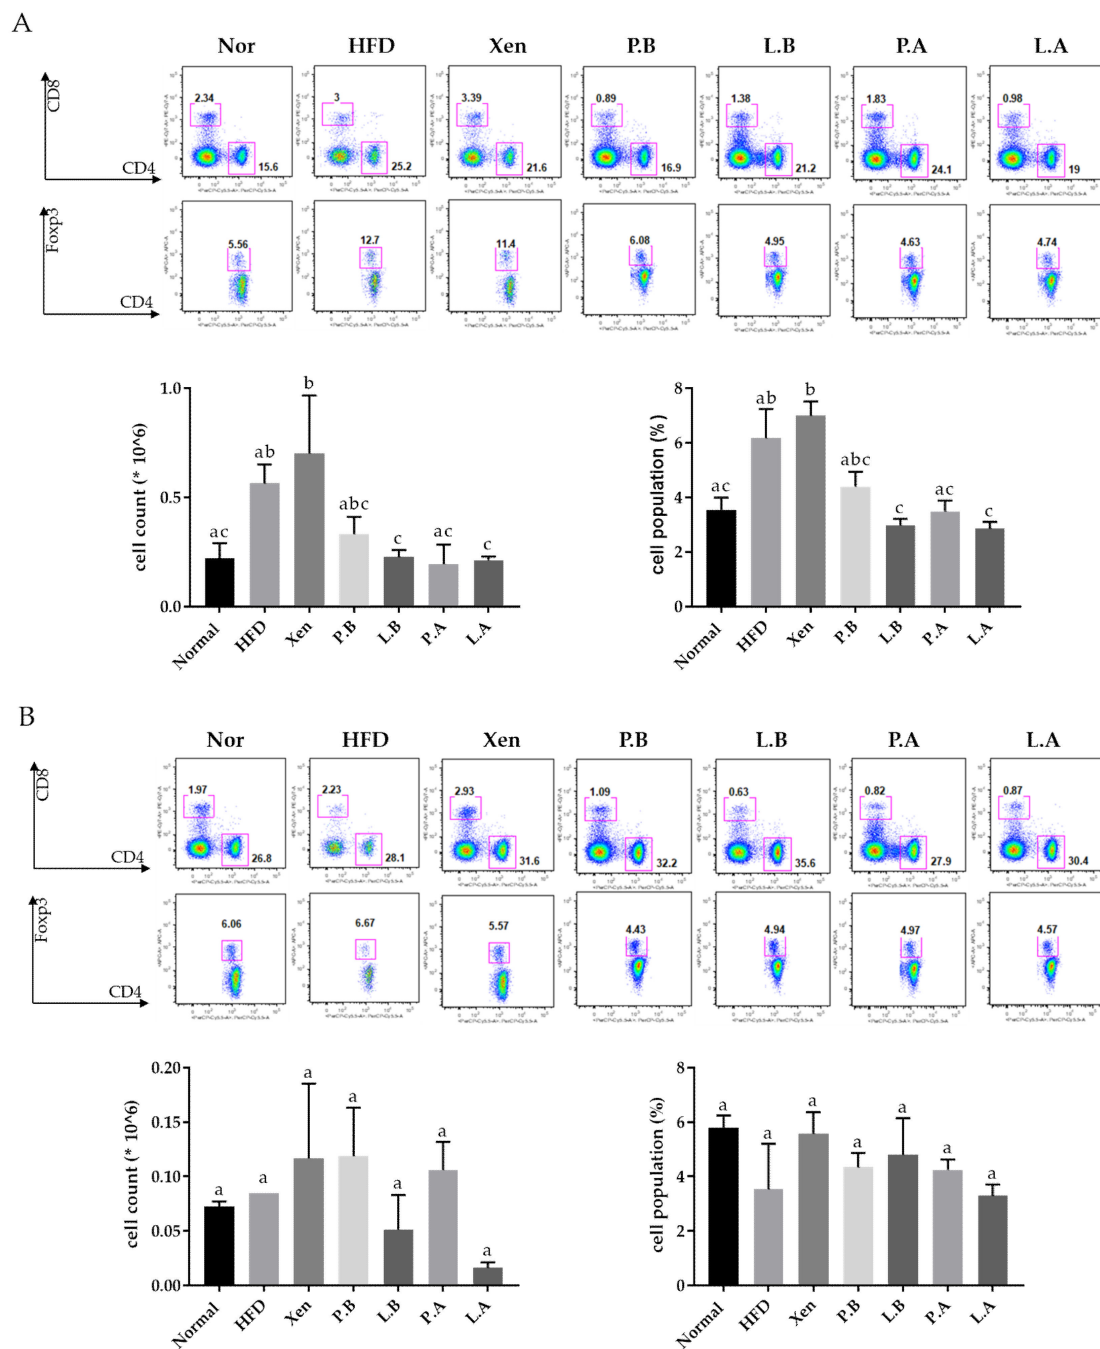 A
Nor HFD Xen P.B L.B P.A L.A
CD8
2.34 3 3.39 0.89 1.38 1.83 0.98
15.6 25.2 21.6 16.9 21.2 24.1 19
CD4
Foxp3
5.56 12.7 11.4 6.08 4.95 4.63 4.74
CD4
cell count (* 10^6)
1.0
0.5
0.0
ac ab b abc c ac c
Normal HFD Xen P.B L.B P.A L.A
cell population (%)
8
6
4
2
0
ac ab b abc c ac c
Normal HFD Xen P.B L.B P.A L.A
B
Nor HFD Xen P.B L.B P.A L.A
CD8
1.97 2.23 2.93 1.09 0.63 0.82 0.87
26.8 28.1 31.6 32.2 35.6 27.9 30.4
CD4
Foxp3
6.06 6.67 5.57 4.43 4.94 4.97 4.57
CD4
cell count (* 10^6)
0.20
0.15
0.10
0.05
0.00
a a a a a a a
Normal HFD Xen P.B L.B P.A L.A
cell population (%)
8
6
4
2
0
a a a a a a a
Normal HFD Xen P.B L.B P.A L.A